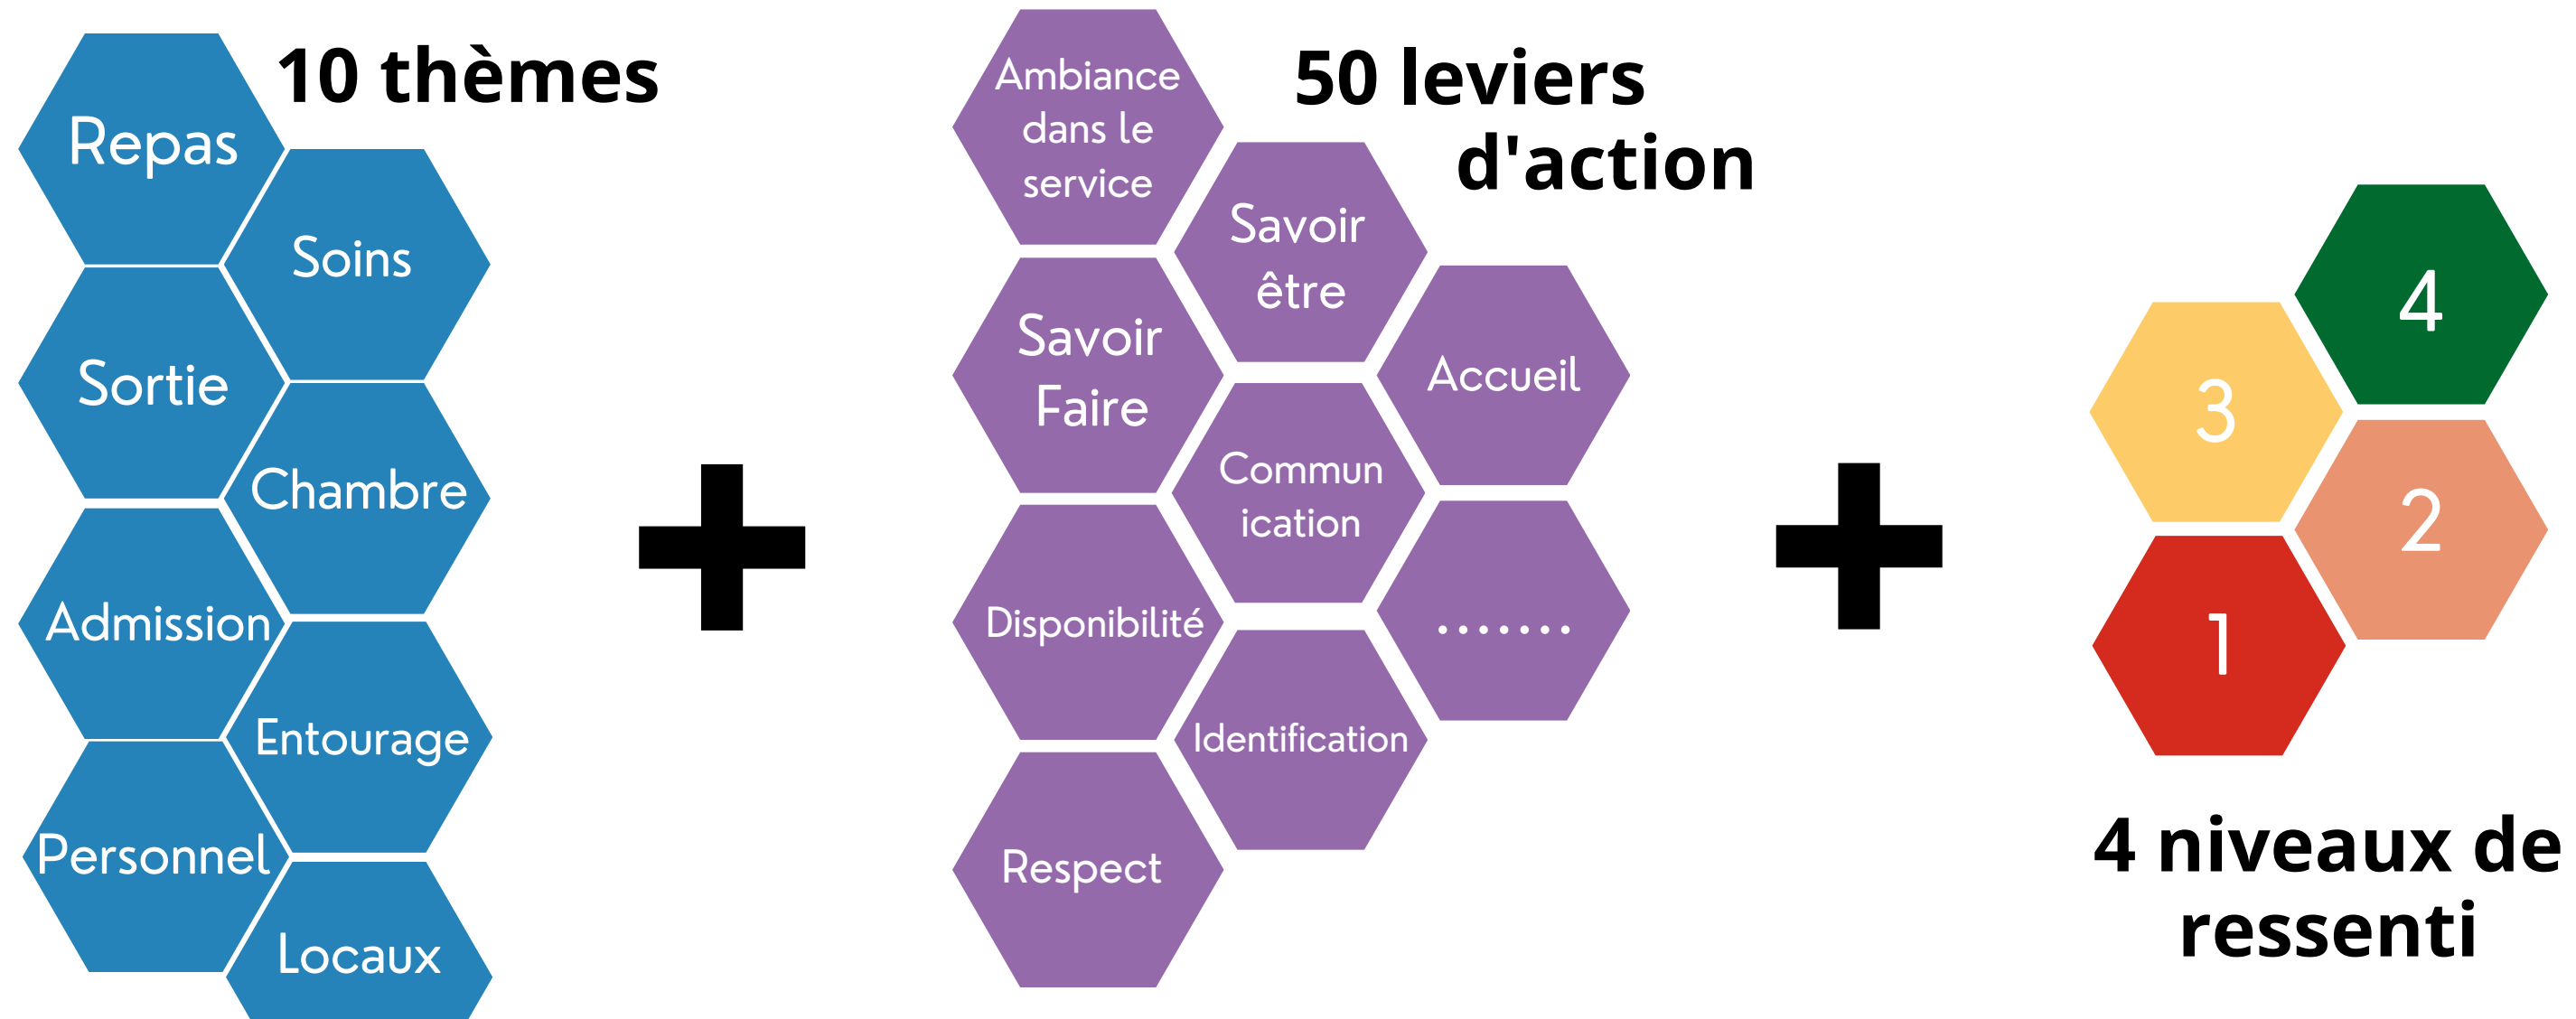 10 thèmes
Repas
Soins
Sortie
Chambre
Admission
Entourage
Personnel
Locaux
50 leviers
d'action
Ambiance
dans le
service
Savoir
être
Savoir
Faire
Accueil
Commun
ication
Disponibilité
.......
Identification
Respect
4
3
2
1
4 niveaux de
ressenti